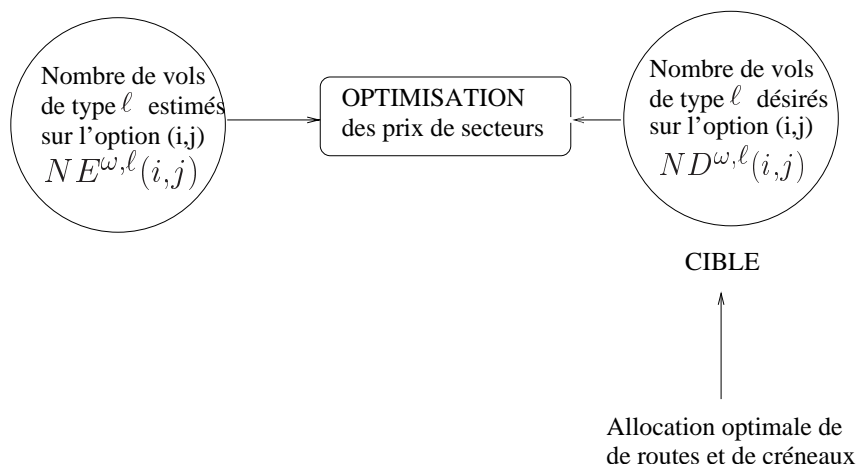 Nombre de vols
de type ℓ estimés
sur l'option (i,j)
NE^{ω,ℓ}(i,j)
OPTIMISATION
des prix de secteurs
Nombre de vols
de type ℓ désirés
sur l'option (i,j)
ND^{ω,ℓ}(i,j)
CIBLE
Allocation optimale de
de routes et de créneaux